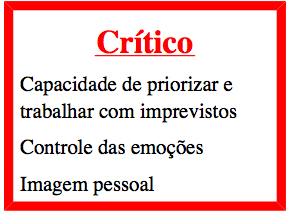 Crítico
Capacidade de priorizar e
trabalhar com imprevistos
Controle das emoções
Imagem pessoal